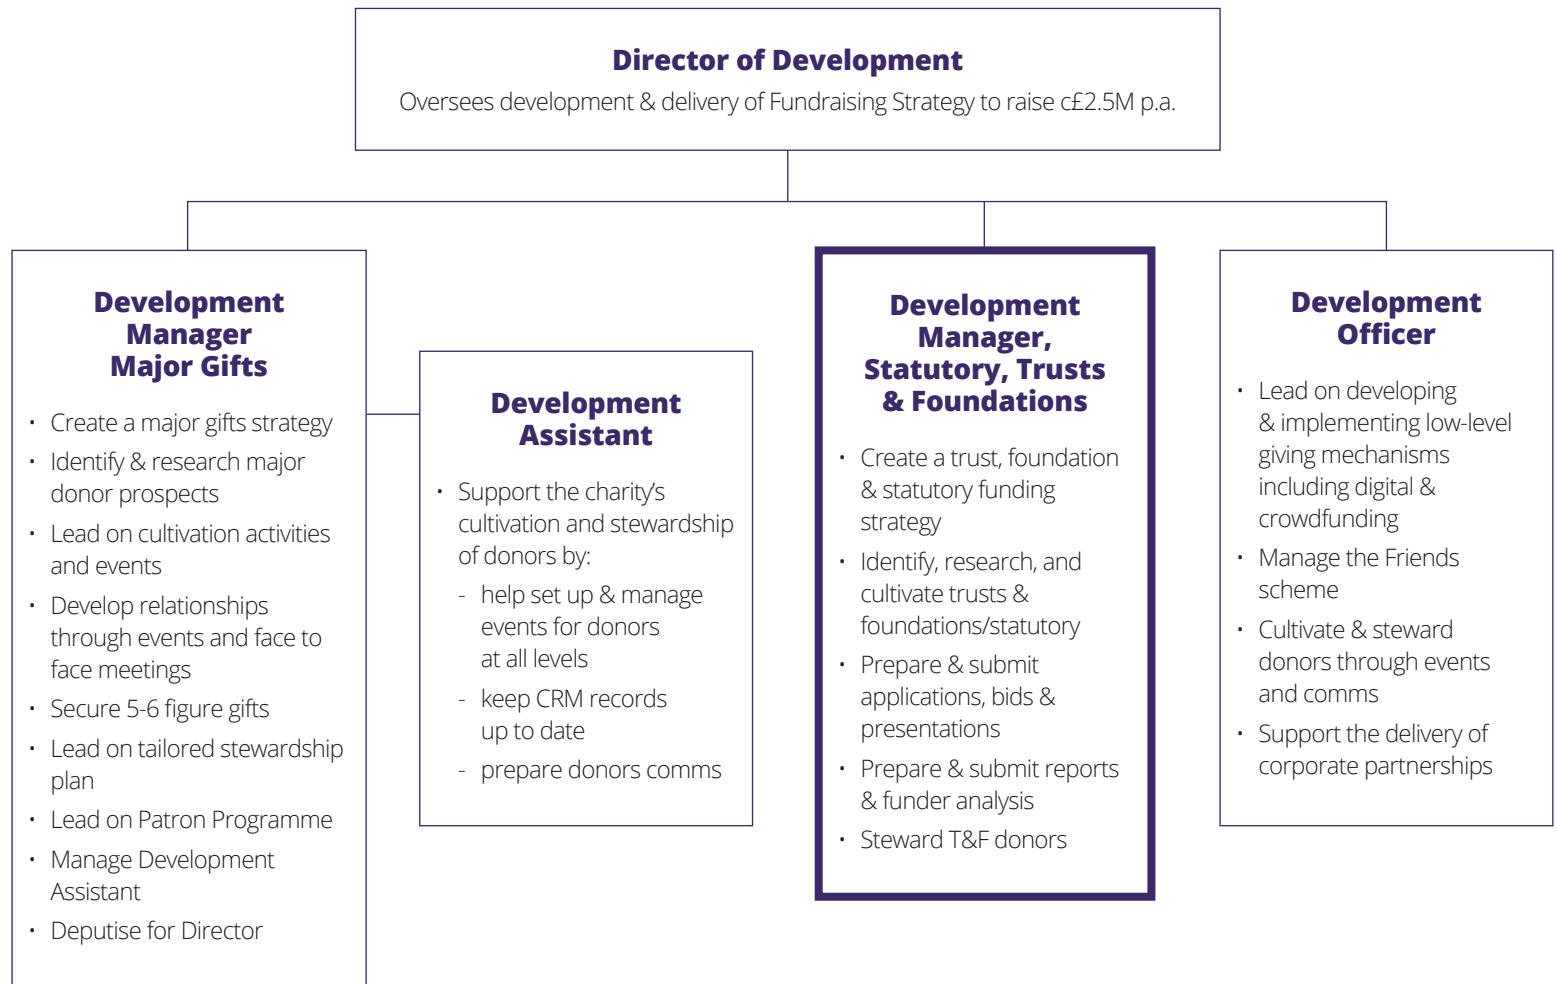 Director of Development
Oversees development & delivery of Fundraising Strategy to raise c£2.5M p.a.
Development
Manager
Major Gifts
• Create a major gifts strategy
• Identify & research major
donor prospects
• Lead on cultivation activities
and events
• Develop relationships
through events and face to
face meetings
• Secure 5-6 figure gifts
• Lead on tailored stewardship
plan
• Lead on Patron Programme
• Manage Development
Assistant
• Deputise for Director
Development
Assistant
• Support the charity’s
cultivation and stewardship
of donors by:
- help set up & manage
events for donors
at all levels
- keep CRM records
up to date
- prepare donors comms
Development
Manager,
Statutory, Trusts
& Foundations
• Create a trust, foundation
& statutory funding
strategy
• Identify, research, and
cultivate trusts &
foundations/statutory
• Prepare & submit
applications, bids &
presentations
• Prepare & submit reports
& funder analysis
• Steward T&F donors
Development
Officer
• Lead on developing
& implementing low-level
giving mechanisms
including digital &
crowdfunding
• Manage the Friends
scheme
• Cultivate & steward
donors through events
and comms
• Support the delivery of
corporate partnerships